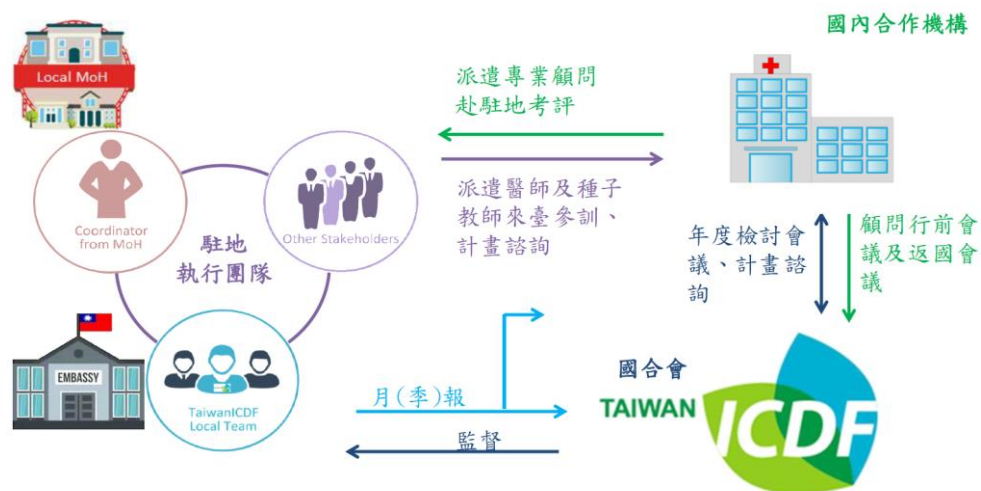 國內合作機構
Local MoH
派遣專業顧問
赴駐地考評
Coordinator
from MoH
Other Stakeholders
駐地
執行團隊
派遣醫師及種子
教師來臺參訓、
計畫諮詢
年度檢討會
議、計畫諮
詢
顧問行前會
議及返國會
議
EMBASSY
TaiwanICDF
Local Team
月(季)報
監督
國合會
TAIWAN
ICDF